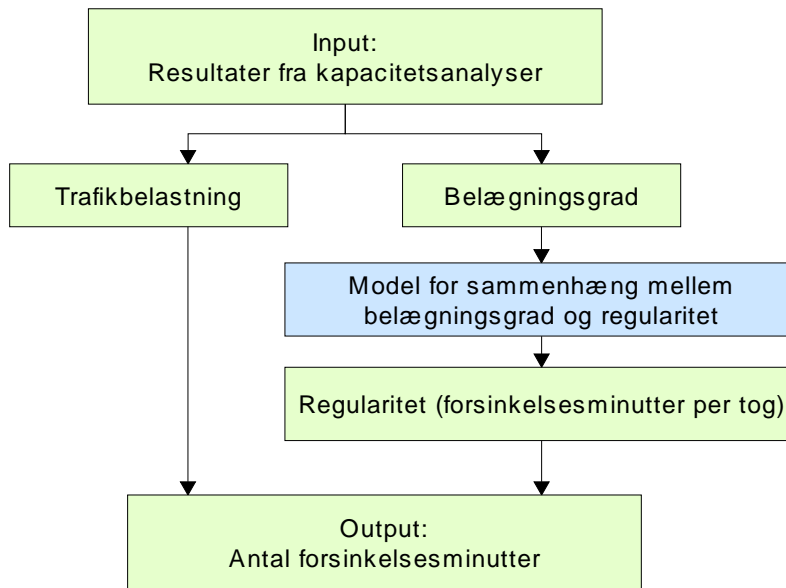 Input:
Resultater fra kapacitetsanalyser
Trafikbelastning
Belægningsgrad
Model for sammenhæng mellem
belægningsgrad og regularitet
Regularitet (forsinkelsesminutter per tog)
Output:
Antal forsinkelsesminutter